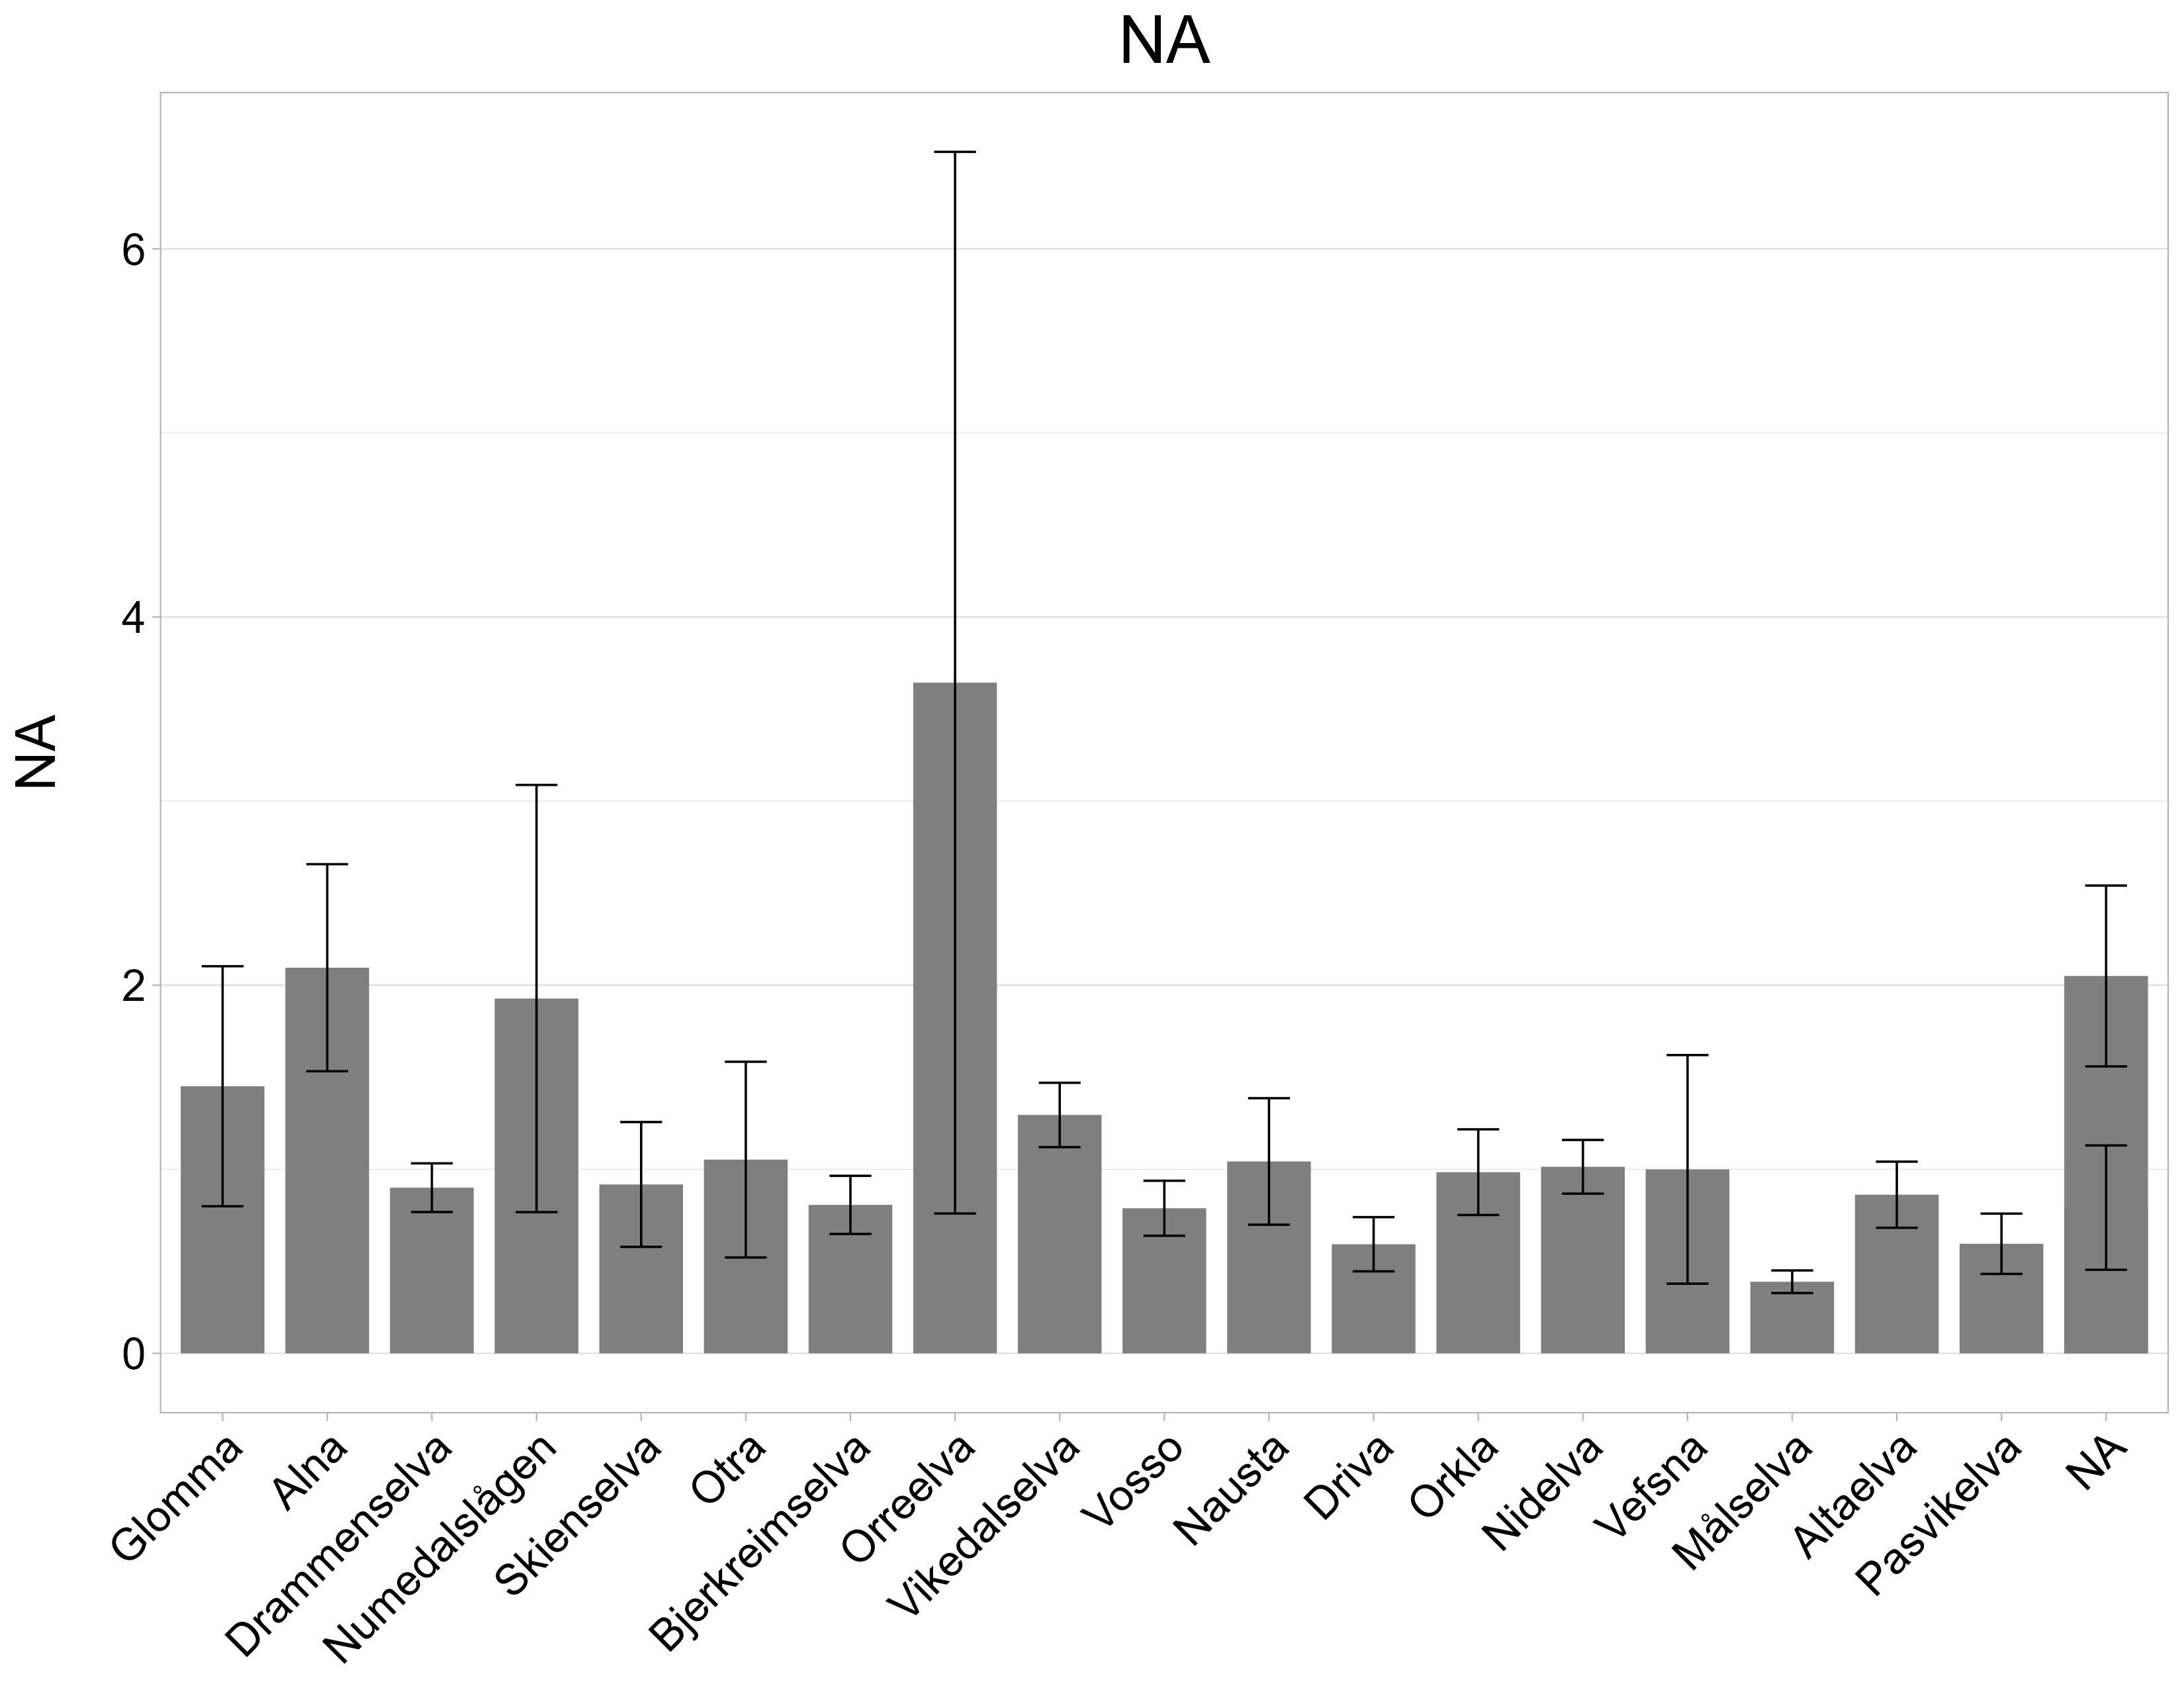 NA
NA
6
4
2
0
Glomma
Alna
Drammenselva
Numedalslågen
Skienselva
Otra
Bjerkreimselva
Orreelva
Vikedalselva
Vosso
Nausta
Driva
Orkla
Nidelva
Vefsna
Målselva
Altaelva
Pasvikelva
NA